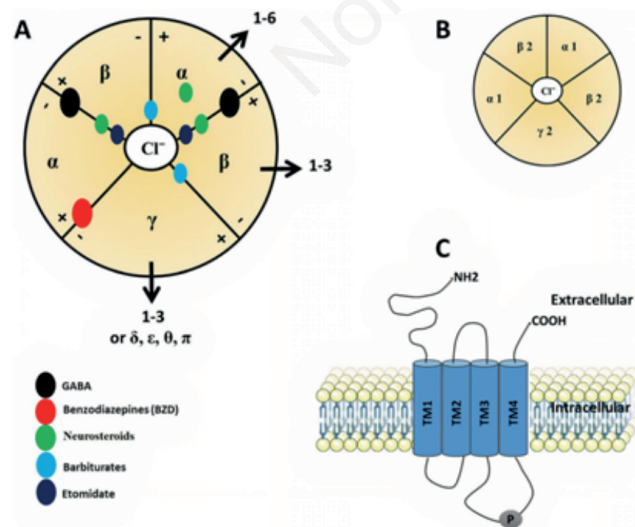 A
1-6
- +
β
α
+
-
+
-
Cl⁻
α
β
1-3
γ
+
-
-
+
1-3
or δ, ε, θ, π
GABA
Benzodiazepines (BZD)
Neurosteroids
Barbiturates
Etomidate
B
β 2
α 1
α 1
Cl⁻
β 2
γ 2
C
NH2
Extracellular
COOH
Intracellular
TM1
TM2
TM3
TM4
P